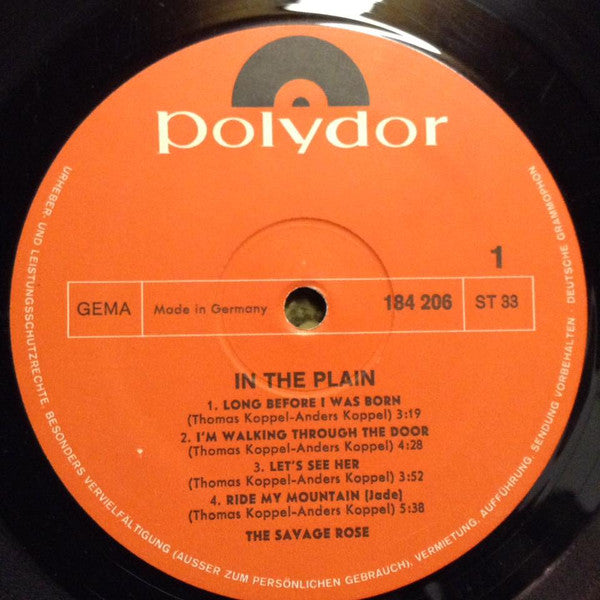 polydor
1
GEMA
Made in Germany
184 206
ST 33
IN THE PLAIN
1. LONG BEFORE I WAS BORN
(Thomas Koppel-Anders Koppel) 3:19
2. I'M WALKING THROUGH THE DOOR
(Thomas Koppel-Anders Koppel) 4:28
3. LET'S SEE HER
(Thomas Koppel-Anders Koppel) 3:52
4. RIDE MY MOUNTAIN (Jade)
(Thomas Koppel-Anders Koppel) 5:38
THE SAVAGE ROSE
URHEBER- UND LEISTUNGSSCHUTZRECHTE BESONDERS VERVIELFÄLTIGUNG (AUSSER ZUM PERSÖNLICHEN GEBRAUCH), VERMIETUNG, AUFFÜHRUNG, SENDUNG VORBEHALTEN DEUTSCHE GRAMMOPHON